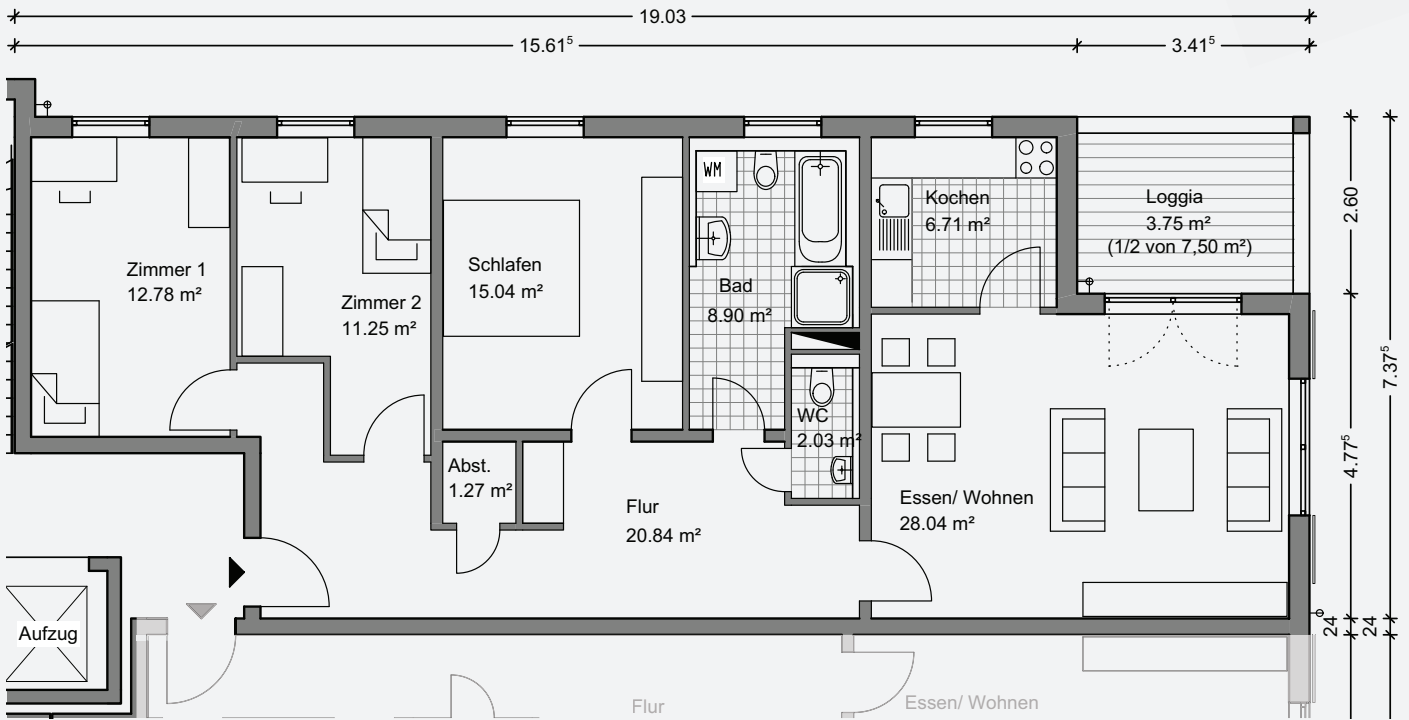 19.03
15.61⁵
3.41⁵
WM
Kochen
6.71 m²
Loggia
3.75 m²
(1/2 von 7,50 m²)
2.60
Zimmer 1
12.78 m²
Zimmer 2
11.25 m²
Schlafen
15.04 m²
Bad
8.90 m²
7.37⁵
WC
2.03 m²
4.77⁵
Abst.
1.27 m²
Flur
20.84 m²
Essen/ Wohnen
28.04 m²
Aufzug
24
24
Flur
Essen/ Wohnen